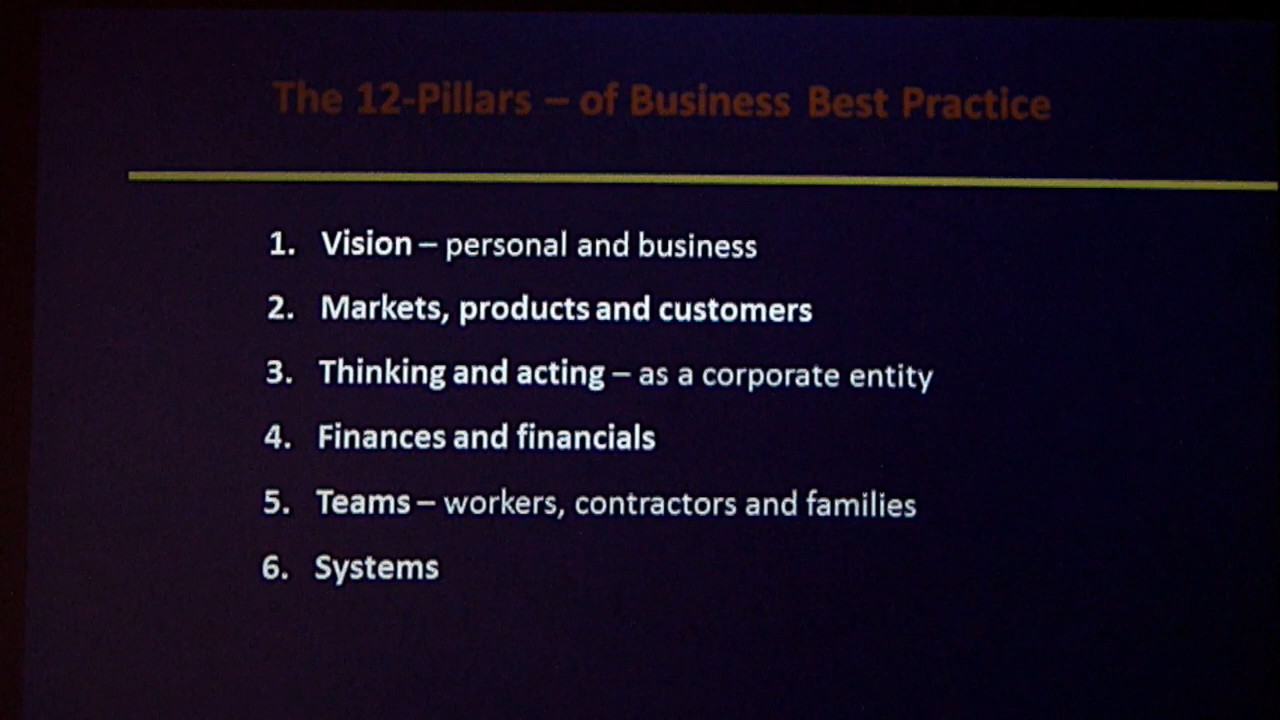 The 12-Pillars – of Business Best Practice
1. Vision – personal and business
2. Markets, products and customers
3. Thinking and acting – as a corporate entity
4. Finances and financials
5. Teams – workers, contractors and families
6. Systems